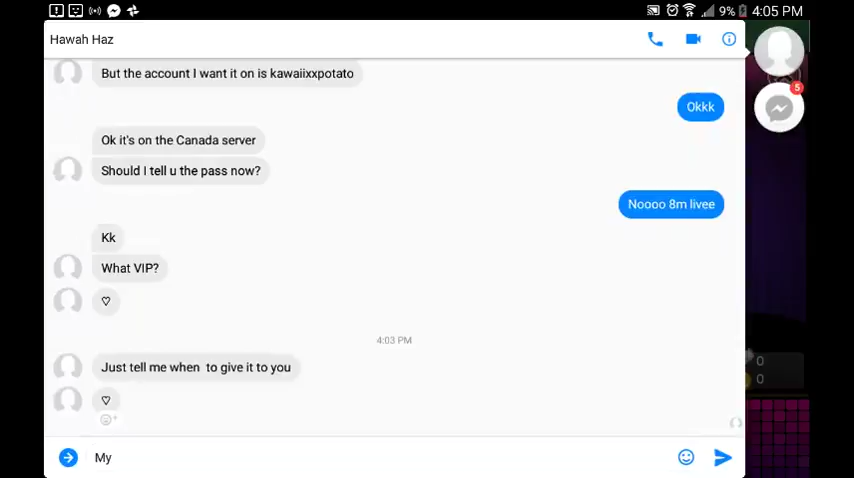 9% 4:05 PM
Hawah Haz
But the account I want it on is kawaiixxpotato
Okkk
5
Ok it's on the Canada server
Should I tell u the pass now?
Noooo 8m livee
Kk
What VIP?
♡
4:03 PM
Just tell me when to give it to you
0
0
♡
My